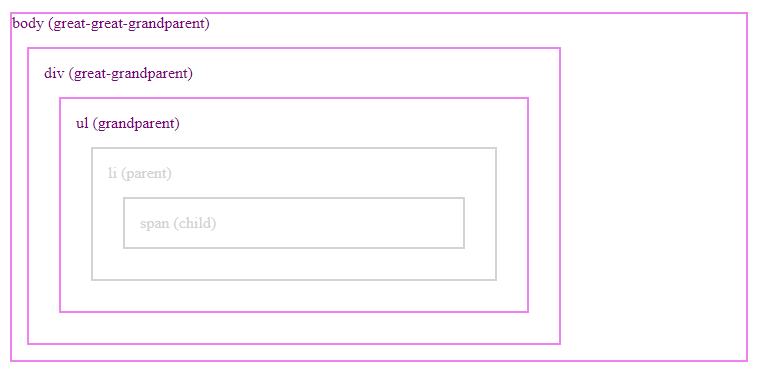 body (great-great-grandparent)
div (great-grandparent)
ul (grandparent)
li (parent)
span (child)